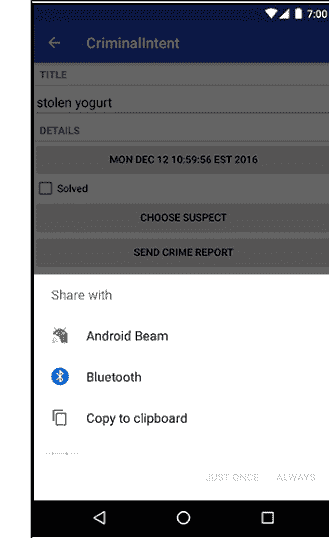 7:00
CriminalIntent
TITLE
stolen yogurt
DETAILS
MON DEC 12 10:59:56 EST 2016
Solved
CHOOSE SUSPECT
SEND CRIME REPORT
Share with
Android Beam
Bluetooth
Copy to clipboard
JUST ONCE ALWAYS